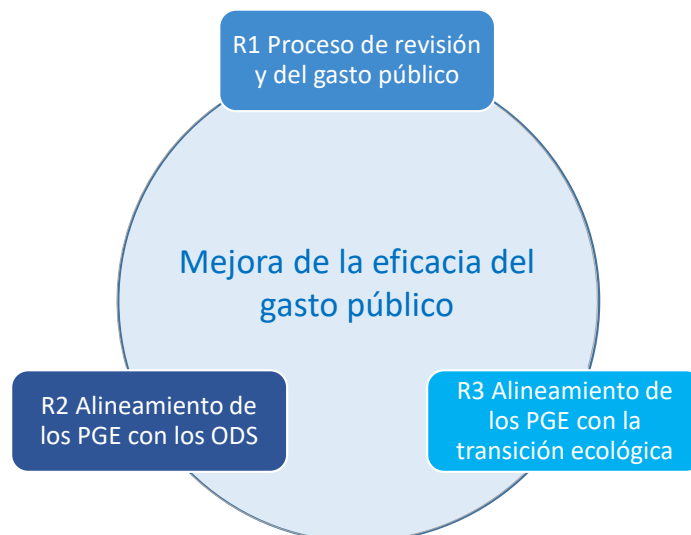 R1 Proceso de revisión
y del gasto público
Mejora de la eficacia del
gasto público
R2 Alineamiento de
los PGE con los ODS
R3 Alineamiento de
los PGE con la
transición ecológica